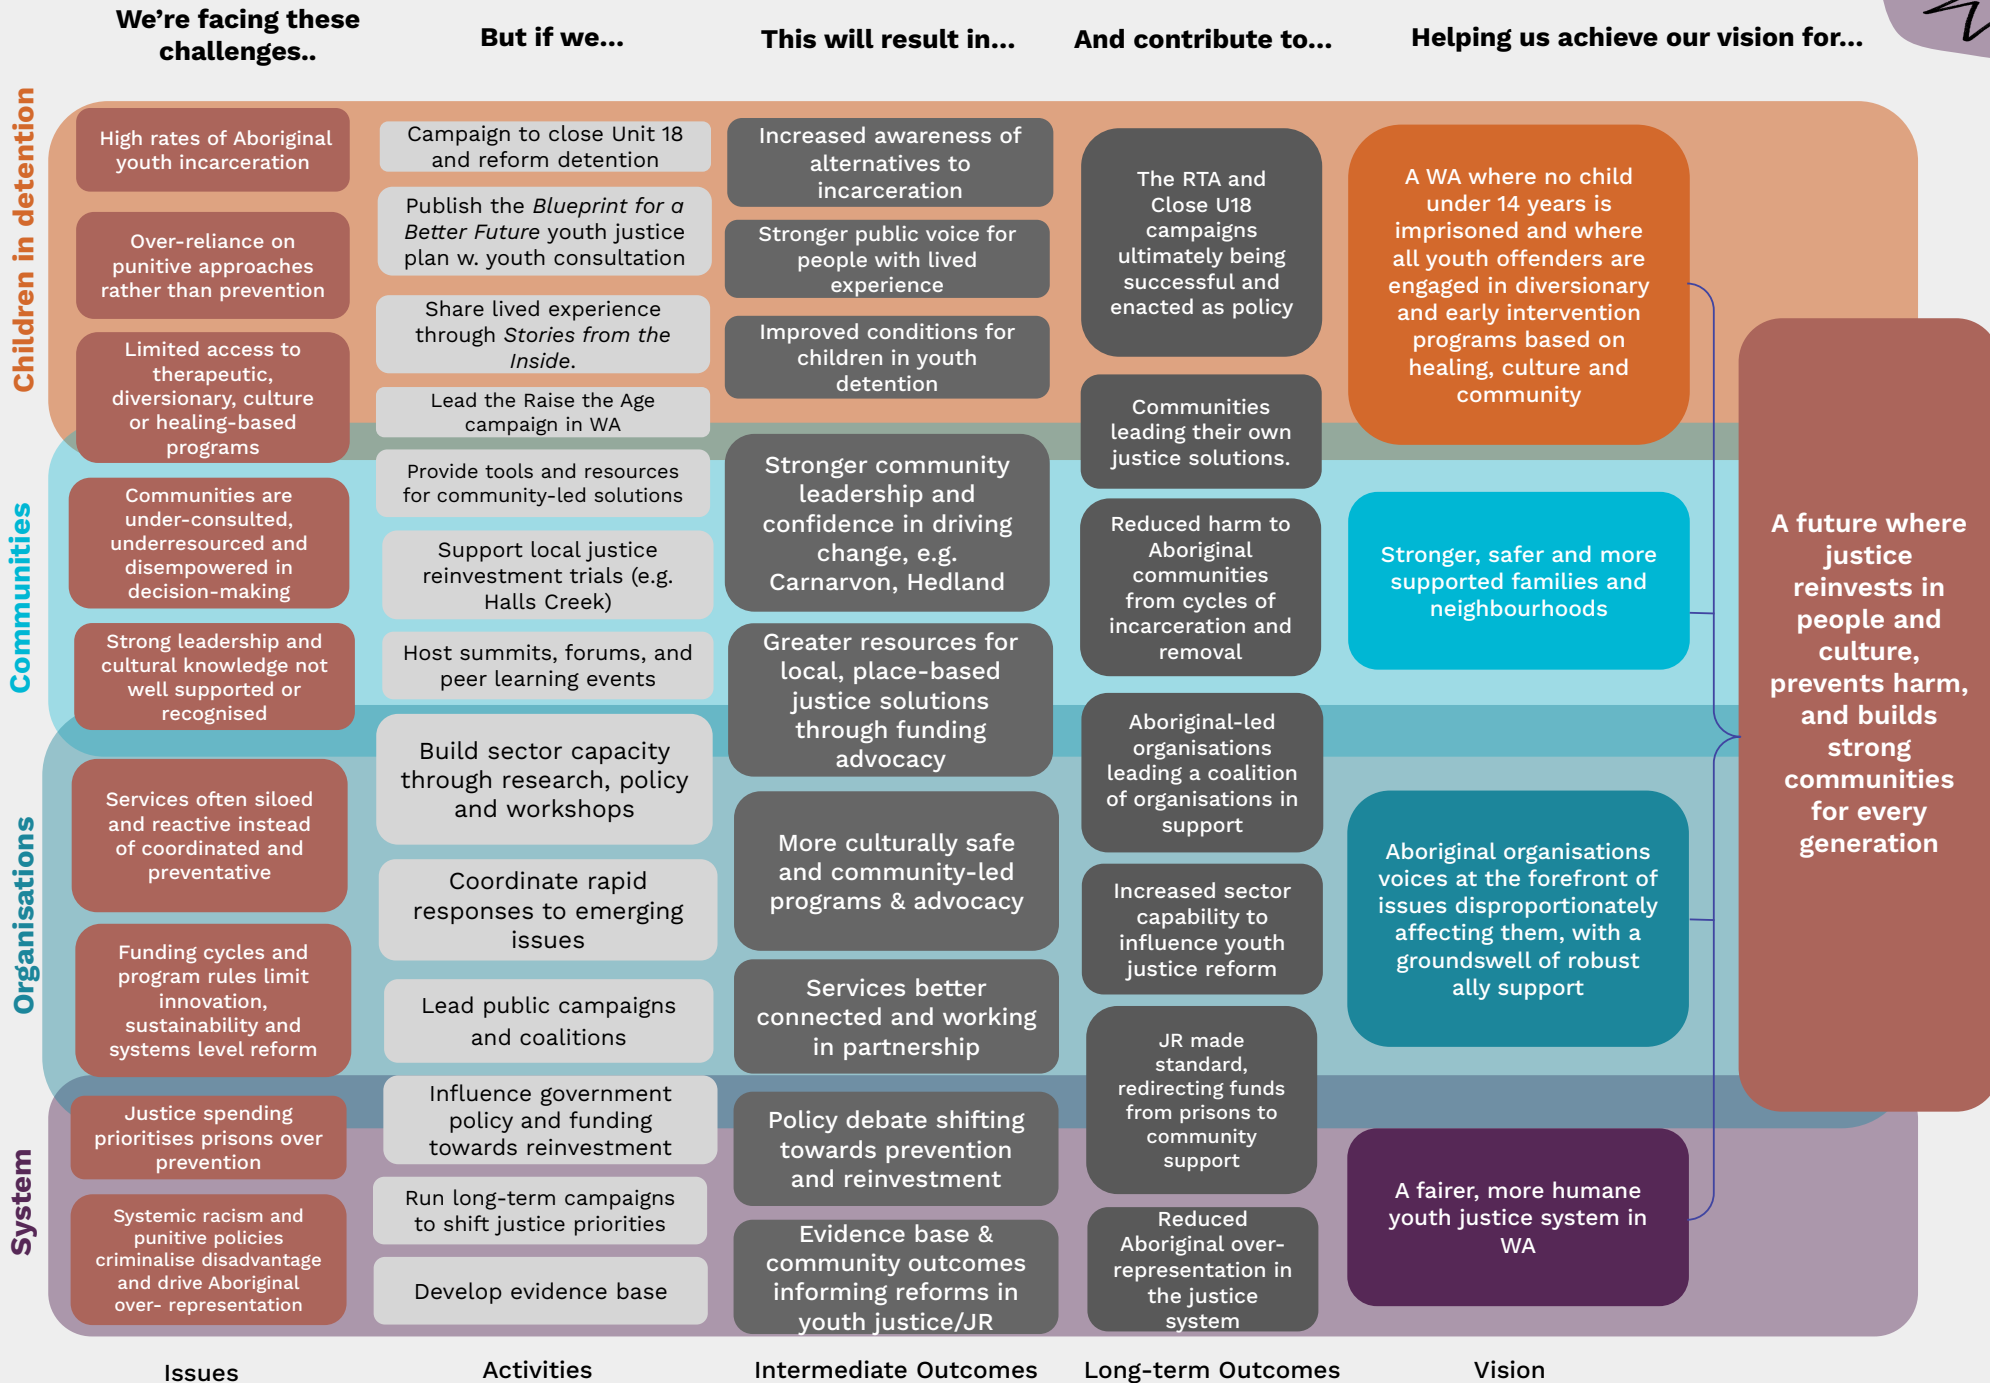 We're facing these
challenges..
But if we...
This will result in...
And contribute to...
Helping us achieve our vision for...
Children in detention
High rates of Aboriginal
youth incarceration
Over-reliance on
punitive approaches
rather than prevention
Limited access to
therapeutic,
diversionary, culture
or healing-based
programs
Campaign to close Unit 18
and reform detention
Publish the Blueprint for a
Better Future youth justice
plan w. youth consultation
Share lived experience
through Stories from the
Inside.
Lead the Raise the Age
campaign in WA
Increased awareness of
alternatives to
incarceration
Stronger public voice for
people with lived
experience
Improved conditions for
children in youth
detention
The RTA and
Close U18
campaigns
ultimately being
successful and
enacted as policy
Communities
leading their own
justice solutions.
A WA where no child
under 14 years is
imprisoned and where
all youth offenders are
engaged in diversionary
and early intervention
programs based on
healing, culture and
community
Communities
Communities are
under-consulted,
underresourced and
disempowered in
decision-making
Strong leadership and
cultural knowledge not
well supported or
recognised
Provide tools and resources
for community-led solutions
Support local justice
reinvestment trials (e.g.
Halls Creek)
Host summits, forums, and
peer learning events
Stronger community
leadership and
confidence in driving
change, e.g.
Carnarvon, Hedland
Greater resources for
local, place-based
justice solutions
through funding
advocacy
Reduced harm to
Aboriginal
communities
from cycles of
incarceration and
removal
Stronger, safer and more
supported families and
neighbourhoods
Organisations
Services often siloed
and reactive instead
of coordinated and
preventative
Funding cycles and
program rules limit
innovation,
sustainability and
systems level reform
Build sector capacity
through research, policy
and workshops
Coordinate rapid
responses to emerging
issues
Lead public campaigns
and coalitions
More culturally safe
and community-led
programs & advocacy
Services better
connected and working
in partnership
Aboriginal-led
organisations
leading a coalition
of organisations in
support
Increased sector
capability to
influence youth
justice reform
JR made
standard,
redirecting funds
from prisons to
community
support
Aboriginal organisations
voices at the forefront of
issues disproportionately
affecting them, with a
groundswell of robust
ally support
System
Justice spending
prioritises prisons over
prevention
Systemic racism and
punitive policies
criminalise disadvantage
and drive Aboriginal
over- representation
Influence government
policy and funding
towards reinvestment
Run long-term campaigns
to shift justice priorities
Develop evidence base
Policy debate shifting
towards prevention
and reinvestment
Evidence base &
community outcomes
informing reforms in
youth justice/JR
Reduced
Aboriginal over-
representation in
the justice
system
A fairer, more humane
youth justice system in
WA
A future where
justice
reinvests in
people and
culture,
prevents harm,
and builds
strong
communities
for every
generation
Issues
Activities
Intermediate Outcomes
Long-term Outcomes
Vision